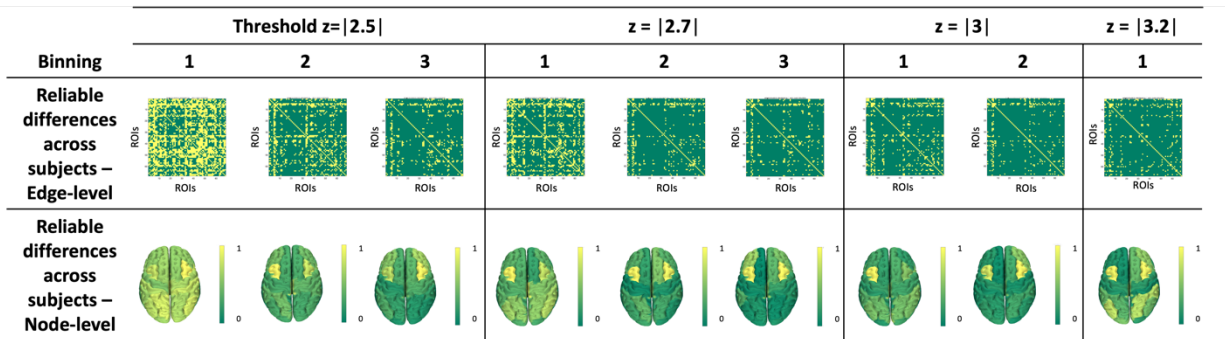 Threshold z=|2.5| z = |2.7| z = |3| z = |3.2|
Binning 1 2 3 1 2 3 1 2 1
Reliable
differences
across
subjects –
Edge-level
ROIs ROIs ROIs ROIs ROIs ROIs ROIs ROIs ROIs
ROIs ROIs ROIs ROIs ROIs ROIs ROIs ROIs ROIs
Reliable
differences
across
subjects –
Node-level
1 1 1 1 1 1 1 1 1
0 0 0 0 0 0 0 0 0